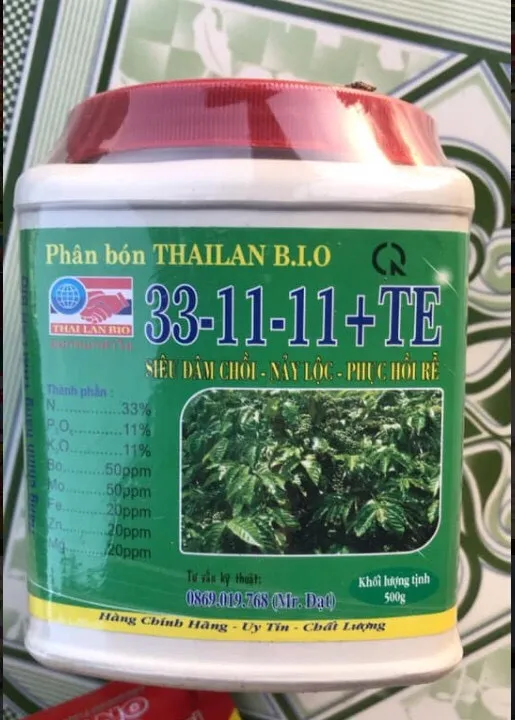 Phân bón THAILAN B.I.O
33-11-11+TE
THAI LAN BIO
SIÊU ĐÂM CHỒI - NẢY LỘC - PHỤC HỒI RỄ
Thành phần :
N...............33%
P₂O₅...........11%
K₂O............11%
Bo..........50ppm
Mo..........50ppm
Fe...........20ppm
Zn...........20ppm
Mg..........20ppm
Tư vấn kỹ thuật:
0869.019.768 (Mr. Đạt)
Khối lượng tịnh
500g
Hàng Chính Hãng - Uy Tín - Chất Lượng